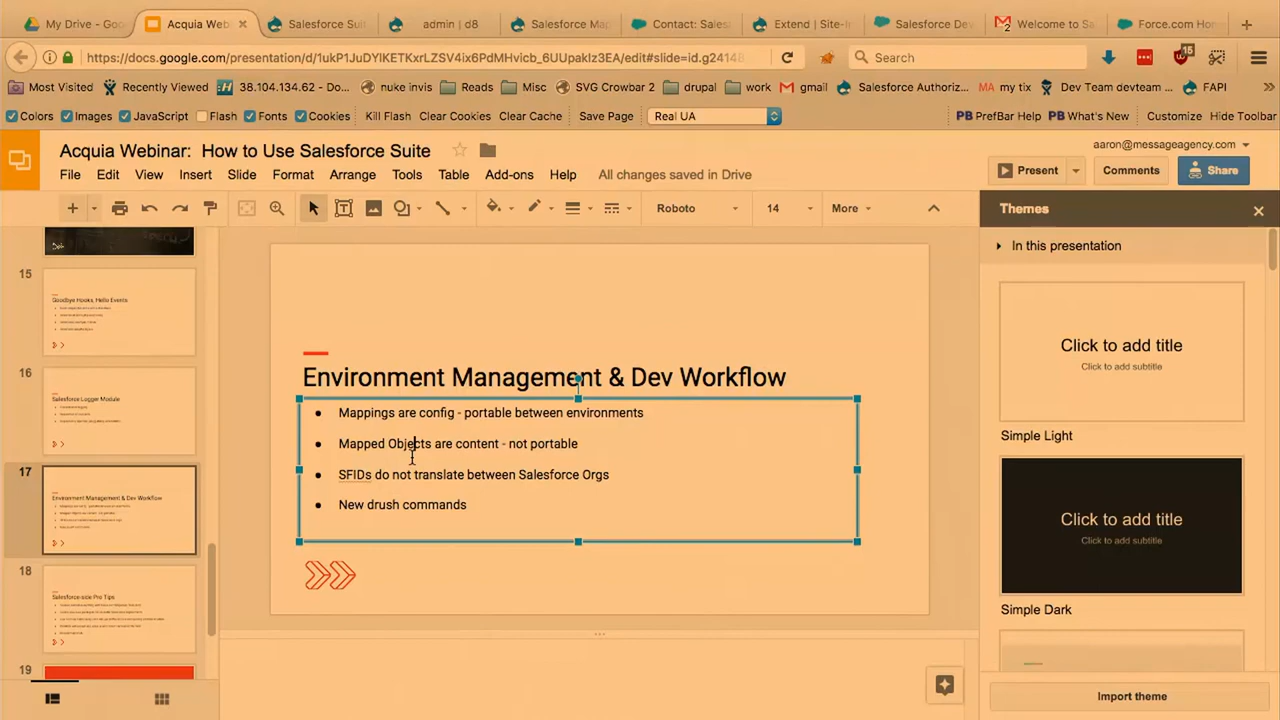 My Drive - Goo
Acquia Web
Salesforce Suit
admin | d8
Salesforce Map
Contact: Sales
Extend | Site-In
Salesforce Dev
Welcome to Sa
Force.com Hom
https://docs.google.com/presentation/d/1ukP1JuDYIKETKxrLZSV4ix6PdMHvicb_6UUpakIz3EA/edit#slide=id.g24148
Search
15
Most Visited
Recently Viewed
38.104.134.62 - Do...
nuke invis
Reads
Misc
SVG Crowbar 2
drupal
work
gmail
Salesforce Authoriz...
MA my tix
Dev Team devteam ...
FAPI
Colors
Images
JavaScript
Flash
Fonts
Cookies
Kill Flash
Clear Cookies
Clear Cache
Save Page
Real UA
PB PrefBar Help
PB What's New
Customize
Hide Toolbar
Acquia Webinar: How to Use Salesforce Suite
aaron@messageagency.com
File Edit View Insert Slide Format Arrange Tools Table Add-ons Help All changes saved in Drive
Present
Comments
Share
Roboto
14
More
Themes
In this presentation
15
Goodbye Hooks, Hello Events
16
Salesforce Logger Module
17
Environment Management & Dev Workflow
18
Salesforce-side Pro Tips
19
Environment Management & Dev Workflow
Mappings are config - portable between environments
Mapped Objects are content - not portable
SFIDs do not translate between Salesforce Orgs
New drush commands
Click to add title
Click to add subtitle
Simple Light
Click to add title
Click to add subtitle
Simple Dark
Import theme